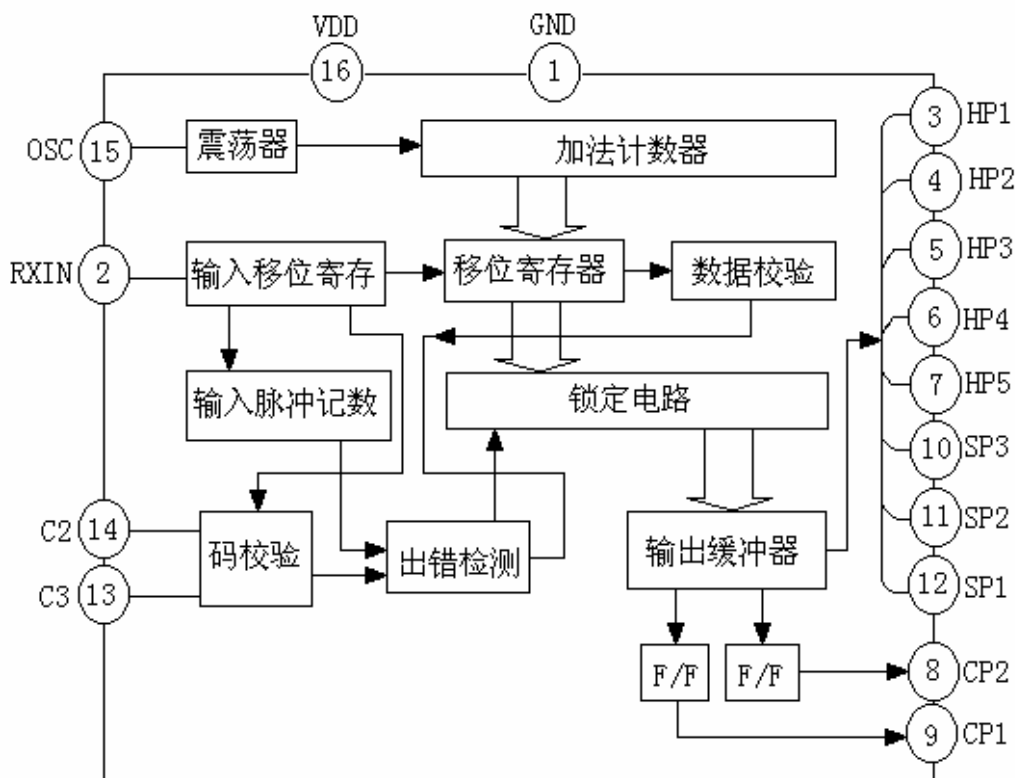 VDD
GND
16
1
OSC
15
震荡器
加法计数器
3
HP1
4
HP2
RXIN
2
输入移位寄存
移位寄存器
数据校验
5
HP3
6
HP4
输入脉冲记数
锁定电路
7
HP5
10
SP3
C2
14
码校验
出错检测
输出缓冲器
11
SP2
C3
13
12
SP1
F/F
F/F
8
CP2
9
CP1